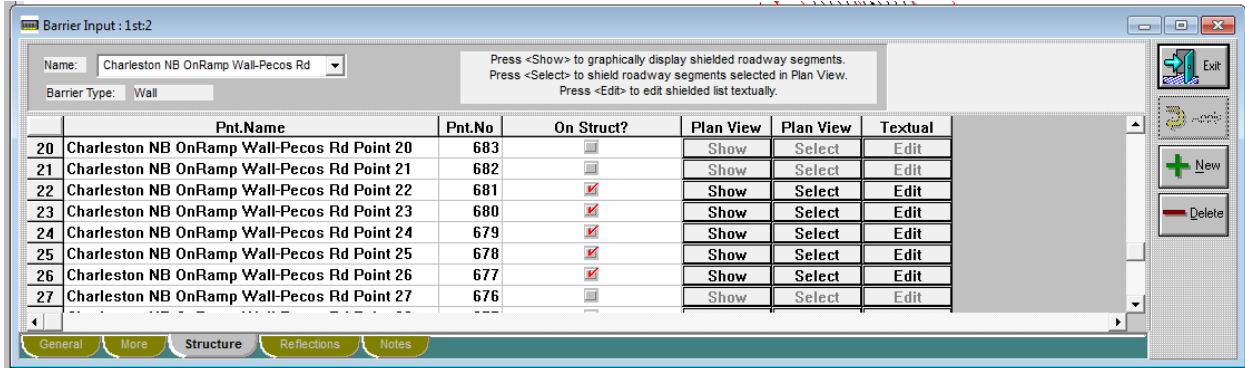 Barrier Input : 1st:2
Name: Charleston NB OnRamp Wall-Pecos Rd
Barrier Type: Wall
Press <Show> to graphically display shielded roadway segments.
Press <Select> to shield roadway segments selected in Plan View.
Press <Edit> to edit shielded list textually.
Exit
Apply
New
Delete
Pnt.Name Pnt.No On Struct? Plan View Plan View Textual
20 Charleston NB OnRamp Wall-Pecos Rd Point 20 683 Show Select Edit
21 Charleston NB OnRamp Wall-Pecos Rd Point 21 682 Show Select Edit
22 Charleston NB OnRamp Wall-Pecos Rd Point 22 681 Show Select Edit
23 Charleston NB OnRamp Wall-Pecos Rd Point 23 680 Show Select Edit
24 Charleston NB OnRamp Wall-Pecos Rd Point 24 679 Show Select Edit
25 Charleston NB OnRamp Wall-Pecos Rd Point 25 678 Show Select Edit
26 Charleston NB OnRamp Wall-Pecos Rd Point 26 677 Show Select Edit
27 Charleston NB OnRamp Wall-Pecos Rd Point 27 676 Show Select Edit
General More Structure Reflections Notes